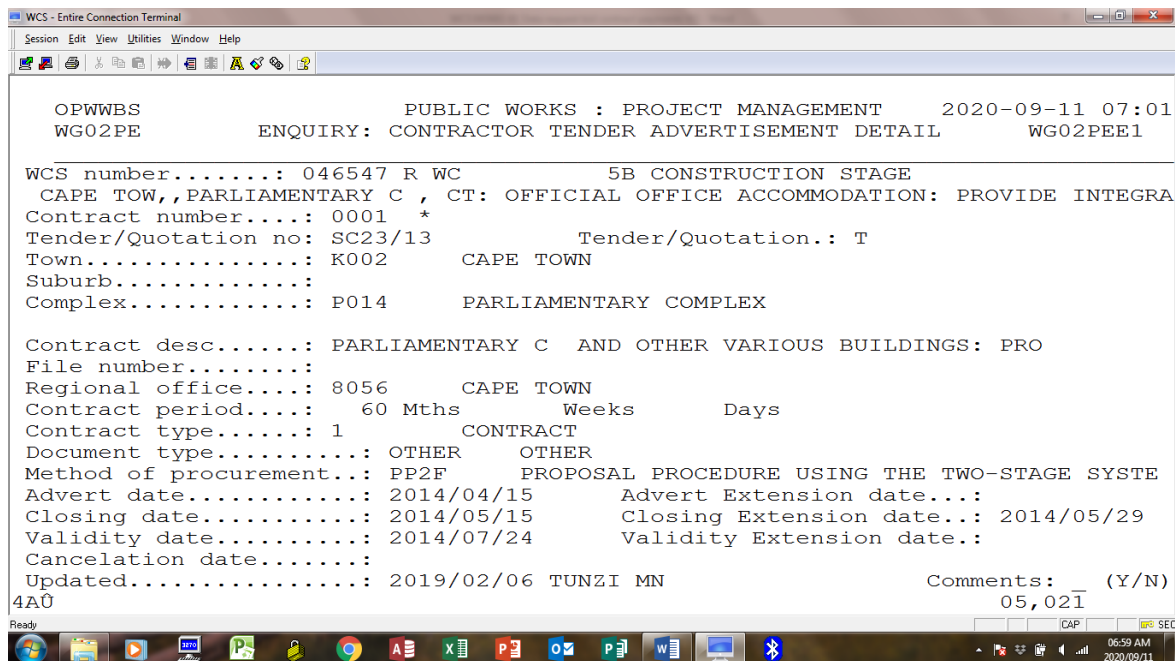 WCS - Entire Connection Terminal
Session Edit View Utilities Window Help
OPWWBS PUBLIC WORKS : PROJECT MANAGEMENT 2020-09-11 07:01
WG02PE ENQUIRY: CONTRACTOR TENDER ADVERTISEMENT DETAIL WG02PEE1
WCS number.......: 046547 R WC 5B CONSTRUCTION STAGE
CAPE TOW,,PARLIAMENTARY C , CT: OFFICIAL OFFICE ACCOMMODATION: PROVIDE INTEGRA
Contract number....: 0001 *
Tender/Quotation no: SC23/13 Tender/Quotation.: T
Town...............: K002 CAPE TOWN
Suburb.............:
Complex............: P014 PARLIAMENTARY COMPLEX
Contract desc......: PARLIAMENTARY C AND OTHER VARIOUS BUILDINGS: PRO
File number........:
Regional office....: 8056 CAPE TOWN
Contract period....: 60 Mths Weeks Days
Contract type......: 1 CONTRACT
Document type..........: OTHER OTHER
Method of procurement..: PP2F PROPOSAL PROCEDURE USING THE TWO-STAGE SYSTE
Advert date............: 2014/04/15 Advert Extension date...:
Closing date...........: 2014/05/15 Closing Extension date..: 2014/05/29
Validity date..........: 2014/07/24 Validity Extension date.:
Cancelation date.......:
Updated................: 2019/02/06 TUNZI MN Comments: _ (Y/N)
4AÛ 05,021
Ready CAP SEC
06:59 AM
2020/09/11